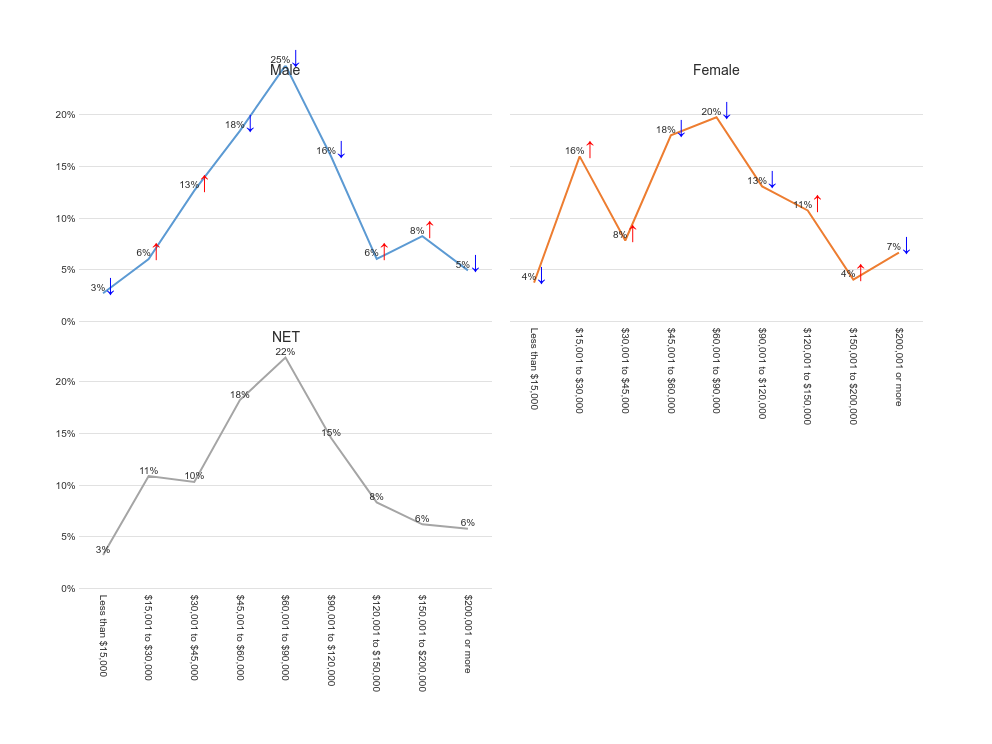 Male
25%↓
20%
18%↓
16%↓
15%
13%↑
10%
8%↑
6%↑
6%↑
5%
5%↓
3%↓
0%
Female
20%↓
18%↓
16%↑
13%↓
11%↑
8%↑
7%↓
4%↓
4%↑
Less than $15,000
$15,001 to $30,000
$30,001 to $45,000
$45,001 to $60,000
$60,001 to $90,000
$90,001 to $120,000
$120,001 to $150,000
$150,001 to $200,000
$200,001 or more
NET
22%
20%
18%
15%
15%
11%
10%
10%
8%
6%
6%
5%
3%
0%
Less than $15,000
$15,001 to $30,000
$30,001 to $45,000
$45,001 to $60,000
$60,001 to $90,000
$90,001 to $120,000
$120,001 to $150,000
$150,001 to $200,000
$200,001 or more